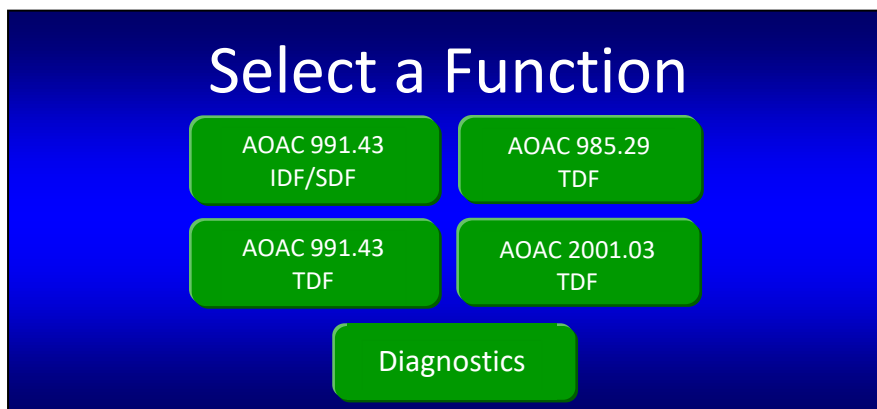 Select a Function
AOAC 991.43
IDF/SDF
AOAC 985.29
TDF
AOAC 991.43
TDF
AOAC 2001.03
TDF
Diagnostics